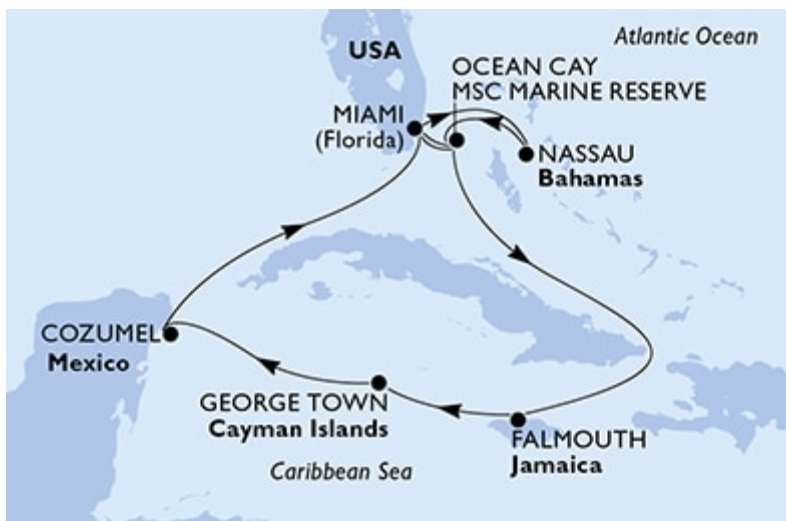 Atlantic Ocean
USA
OCEAN CAY
MSC MARINE RESERVE
MIAMI
(Florida)
NASSAU
Bahamas
COZUMEL
Mexico
GEORGE TOWN
Cayman Islands
FALMOUTH
Jamaica
Caribbean Sea